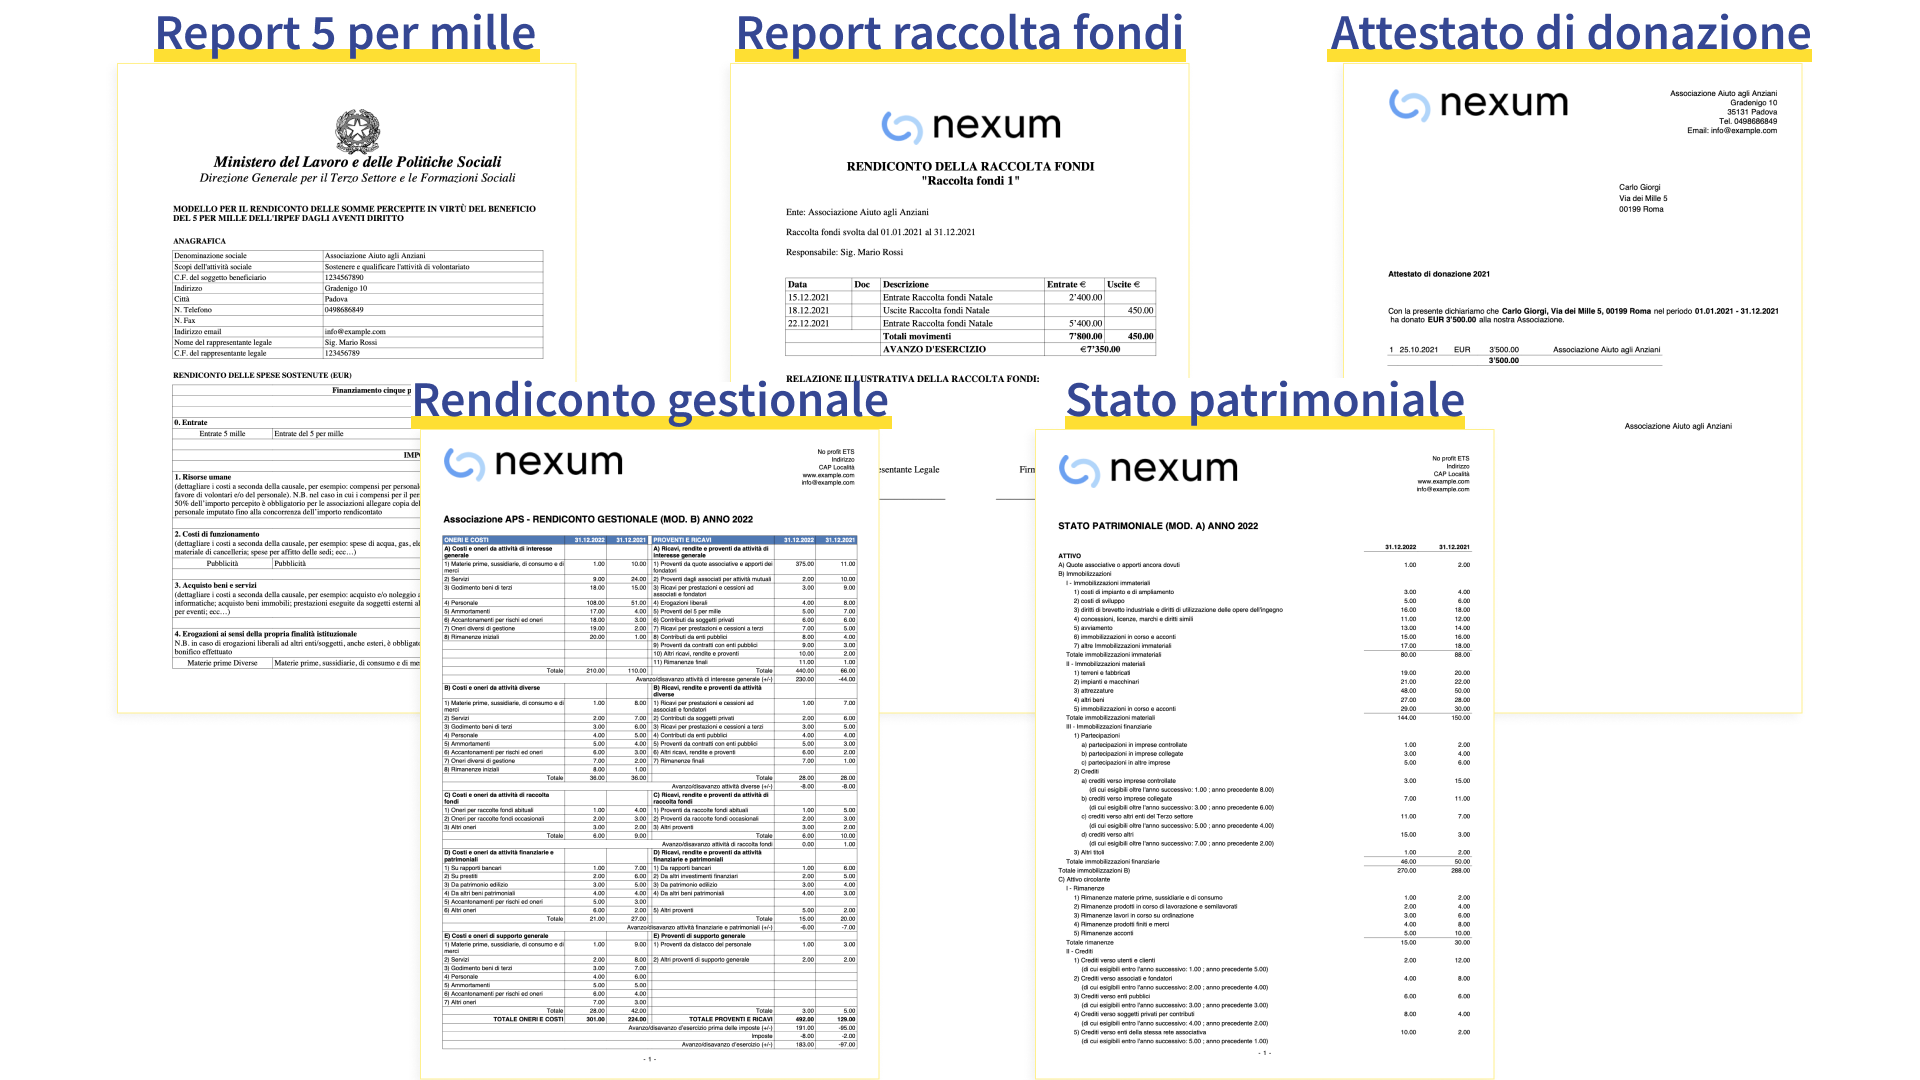 Report 5 per mille
Ministero del Lavoro e delle Politiche Sociali
Direzione Generale per il Terzo Settore e le Formazioni Sociali
MODELLO PER IL RENDICONTO DELLE SOMME PERCEPITE IN VIRTÙ DEL BENEFICIO
DEL 5 PER MILLE DELL'IRPEF DAGLI AVENTI DIRITTO
ANAGRAFICA
Denominazione sociale Associazione Aiuto agli Anziani
Scopi dell'attività sociale Sostenere e qualificare l'attività di volontariato
C.F. del soggetto beneficiario 1234567890
Indirizzo Gradenigo 10
Città Padova
N. Telefono 0498686849
N. Fax
Indirizzo email info@example.com
Nome del rappresentante legale Sig. Mario Rossi
C.F. del rappresentante legale 123456789
RENDICONTO DELLE SPESE SOSTENUTE (EUR)
Finanziamento cinque p
0. Entrate
Entrate 5 mille Entrate del 5 per mille
IMP
1. Risorse umane
(dettagliare i costi a seconda della causale, per esempio: compensi per personal
favore di volontari e/o del personale). N.B. nel caso in cui i compensi per il per
50% dell'importo percepito è obbligatorio per le associazioni allegare copia del
personale imputato fino alla concorrenza dell'importo rendicontato
2. Costi di funzionamento
(dettagliare i costi a seconda della causale, per esempio: spese di acqua, gas, ele
materiale di cancelleria; spese per affitto delle sedi; ecc…)
Pubblicità Pubblicità
3. Acquisto beni e servizi
(dettagliare i costi a seconda della causale, per esempio: acquisto e/o noleggio a
informatiche; acquisto beni immobili; prestazioni eseguite da soggetti esterni al
per eventi; ecc…)
4. Erogazioni ai sensi della propria finalità istituzionale
N.B. in caso di erogazioni liberali ad altri enti/soggetti, anche esteri, è obbligato
bonifico effettuato
Materie prime Diverse Materie prime, sussidiarie, di consumo e di me
Report raccolta fondi
nexum
RENDICONTO DELLA RACCOLTA FONDI
"Raccolta fondi 1"
Ente: Associazione Aiuto agli Anziani
Raccolta fondi svolta dal 01.01.2021 al 31.12.2021
Responsabile: Sig. Mario Rossi
Data Doc Descrizione Entrate € Uscite €
15.12.2021 Entrate Raccolta fondi Natale 2'400.00
18.12.2021 Uscite Raccolta fondi Natale 450.00
22.12.2021 Entrate Raccolta fondi Natale 5'400.00
Totali movimenti 7'800.00 450.00
AVANZO D'ESERCIZIO €7'350.00
RELAZIONE ILLUSTRATIVA DELLA RACCOLTA FONDI:
esentante Legale Firm
Attestato di donazione
nexum
Associazione Aiuto agli Anziani
Gradenigo 10
35131 Padova
Tel. 0498686849
Email: info@example.com
Carlo Giorgi
Via dei Mille 5
00199 Roma
Attestato di donazione 2021
Con la presente dichiariamo che Carlo Giorgi, Via dei Mille 5, 00199 Roma nel periodo 01.01.2021 - 31.12.2021
ha donato EUR 3'500.00 alla nostra Associazione.
1 25.10.2021 EUR 3'500.00 Associazione Aiuto agli Anziani
3'500.00
Associazione Aiuto agli Anziani
Rendiconto gestionale
nexum
No profit ETS
Indirizzo
CAP Località
www.example.com
info@example.com
Associazione APS - RENDICONTO GESTIONALE (MOD. B) ANNO 2022
ONERI E COSTI 31.12.2022 31.12.2021 PROVENTI E RICAVI 31.12.2022 31.12.2021
A) Costi e oneri da attività di interesse generale A) Ricavi, rendite e proventi da attività di interesse generale
1) Materie prime, sussidiarie, di consumo e di merci 1.00 10.00 1) Proventi da quote associative e apporti dei fondatori 375.00 11.00
2) Servizi 9.00 24.00 2) Proventi dagli associati per attività mutuali 2.00 10.00
3) Godimento beni di terzi 18.00 15.00 3) Ricavi per prestazioni e cessioni ad associati e fondatori 3.00 9.00
4) Personale 108.00 51.00 4) Erogazioni liberali 4.00 8.00
5) Ammortamenti 17.00 4.00 5) Proventi del 5 per mille 5.00 7.00
6) Accantonamenti per rischi ed oneri 18.00 3.00 6) Contributi da soggetti privati 6.00 6.00
7) Oneri diversi di gestione 19.00 2.00 7) Ricavi per prestazioni e cessioni a terzi 7.00 5.00
8) Rimanenze iniziali 20.00 1.00 8) Contributi da enti pubblici 8.00 4.00
9) Proventi da contratti con enti pubblici 9.00 3.00
10) Altri ricavi, rendite e proventi 10.00 2.00
11) Rimanenze finali 11.00 1.00
Totale 210.00 110.00 Totale 440.00 66.00
Avanzo/disavanzo attività di interesse generale (+/-) 230.00 -44.00
B) Costi e oneri da attività diverse B) Ricavi, rendite e proventi da attività diverse
1) Materie prime, sussidiarie, di consumo e di merci 1.00 8.00 1) Ricavi per prestazioni e cessioni ad associati e fondatori 1.00 7.00
2) Servizi 2.00 7.00 2) Contributi da soggetti privati 2.00 6.00
3) Godimento beni di terzi 3.00 6.00 3) Ricavi per prestazioni e cessioni a terzi 3.00 5.00
4) Personale 4.00 5.00 4) Contributi da enti pubblici 4.00 4.00
5) Ammortamenti 5.00 4.00 5) Proventi da contratti con enti pubblici 5.00 3.00
6) Accantonamenti per rischi ed oneri 6.00 3.00 6) Altri ricavi, rendite e proventi 6.00 2.00
7) Oneri diversi di gestione 7.00 2.00 7) Rimanenze finali 7.00 1.00
8) Rimanenze iniziali 8.00 1.00
Totale 36.00 36.00 Totale 28.00 28.00
Avanzo/disavanzo attività diverse (+/-) -8.00 -8.00
C) Costi e oneri da attività di raccolta fondi C) Ricavi, rendite e proventi da attività di raccolta fondi
1) Oneri per raccolte fondi abituali 1.00 4.00 1) Proventi da raccolte fondi abituali 1.00 5.00
2) Oneri per raccolte fondi occasionali 2.00 3.00 2) Proventi da raccolte fondi occasionali 2.00 3.00
3) Altri oneri 3.00 2.00 3) Altri proventi 3.00 2.00
Totale 6.00 9.00 Totale 6.00 10.00
Avanzo/disavanzo attività di raccolta fondi 0.00 1.00
D) Costi e oneri da attività finanziarie e patrimoniali D) Ricavi, rendite e proventi da attività finanziarie e patrimoniali
1) Su rapporti bancari 1.00 7.00 1) Da rapporti bancari 1.00 6.00
2) Su prestiti 2.00 6.00 2) Da altri investimenti finanziari 2.00 5.00
3) Da patrimonio edilizio 3.00 5.00 3) Da patrimonio edilizio 3.00 4.00
4) Da altri beni patrimoniali 4.00 4.00 4) Da altri beni patrimoniali 4.00 3.00
5) Accantonamenti per rischi ed oneri 5.00 3.00
6) Altri oneri 6.00 2.00 5) Altri proventi 5.00 2.00
Totale 21.00 27.00 Totale 15.00 20.00
Avanzo/disavanzo attività finanziarie e patrimoniali (+/-) -6.00 -7.00
E) Costi e oneri di supporto generale E) Proventi di supporto generale
1) Materie prime, sussidiarie, di consumo e di merci 1.00 9.00 1) Proventi da distacco del personale 1.00 3.00
2) Servizi 2.00 8.00 2) Altri proventi di supporto generale 2.00 2.00
3) Godimento beni di terzi 3.00 7.00
4) Personale 4.00 6.00
5) Ammortamenti 5.00 5.00
6) Accantonamenti per rischi ed oneri 6.00 4.00
7) Altri oneri 7.00 3.00
Totale 28.00 42.00 Totale 3.00 5.00
TOTALE ONERI E COSTI 301.00 224.00 TOTALE PROVENTI E RICAVI 492.00 129.00
Avanzo/disavanzo d'esercizio prima delle imposte (+/-) 191.00 -95.00
Imposte -8.00 -2.00
Avanzo/disavanzo d'esercizio (+/-) 183.00 -97.00
- 1 -
Stato patrimoniale
nexum
No profit ETS
Indirizzo
CAP Località
www.example.com
info@example.com
STATO PATRIMONIALE (MOD. A) ANNO 2022
31.12.2022 31.12.2021
ATTIVO
A) Quote associative o apporti ancora dovuti 1.00 2.00
B) Immobilizzazioni
I - Immobilizzazioni immateriali
1) costi di impianto e di ampliamento 3.00 4.00
2) costi di sviluppo 5.00 6.00
3) diritti di brevetto industriale e diritti di utilizzazione delle opere dell'ingegno 16.00 18.00
4) concessioni, licenze, marchi e diritti simili 11.00 12.00
5) avviamento 13.00 14.00
6) immobilizzazioni in corso e acconti 15.00 16.00
7) altre Immobilizzazioni immateriali 17.00 18.00
Totale immobilizzazioni immateriali 80.00 88.00
II - Immobilizzazioni materiali
1) terreni e fabbricati 19.00 20.00
2) impianti e macchinari 21.00 22.00
3) attrezzature 48.00 50.00
4) altri beni 27.00 28.00
5) immobilizzazioni in corso e acconti 29.00 30.00
Totale immobilizzazioni materiali 144.00 150.00
III - Immobilizzazioni finanziarie
1) Partecipazioni
a) partecipazioni in imprese controllate 1.00 2.00
b) partecipazioni in imprese collegate 3.00 4.00
c) partecipazioni in altre imprese 5.00 6.00
2) Crediti
a) crediti verso imprese controllate 3.00 15.00
(di cui esigibili oltre l'anno successivo: 1.00 ; anno precedente 8.00)
b) crediti verso imprese collegate 7.00 11.00
(di cui esigibili oltre l'anno successivo: 3.00 ; anno precedente 6.00)
c) crediti verso altri enti del Terzo settore 11.00 7.00
(di cui esigibili oltre l'anno successivo: 5.00 ; anno precedente 4.00)
d) crediti verso altri 15.00 3.00
(di cui esigibili oltre l'anno successivo: 7.00 ; anno precedente 2.00)
3) Altri titoli 1.00 2.00
Totale immobilizzazioni finanziarie 46.00 50.00
Totale immobilizzazioni B) 270.00 288.00
C) Attivo circolante
I - Rimanenze
1) Rimanenze materie prime, sussidiarie e di consumo 1.00 2.00
2) Rimanenze prodotti in corso di lavorazione e semilavorati 2.00 4.00
3) Rimanenze lavori in corso su ordinazione 3.00 6.00
4) Rimanenze prodotti finiti e merci 4.00 8.00
5) Rimanenze acconti 5.00 10.00
Totale rimanenze 15.00 30.00
II - Crediti
1) Crediti verso utenti e clienti 2.00 12.00
(di cui esigibili entro l'anno successivo: 1.00 ; anno precedente 5.00)
2) Crediti verso associati e fondatori 4.00 8.00
(di cui esigibili entro l'anno successivo: 2.00 ; anno precedente 4.00)
3) Crediti verso enti pubblici 6.00 6.00
(di cui esigibili entro l'anno successivo: 3.00 ; anno precedente 3.00)
4) Crediti verso soggetti privati per contributi 8.00 4.00
(di cui esigibili entro l'anno successivo: 4.00 ; anno precedente 2.00)
5) Crediti verso enti della stessa rete associativa 10.00 2.00
(di cui esigibili entro l'anno successivo: 5.00 ; anno precedente 1.00)
- 1 -